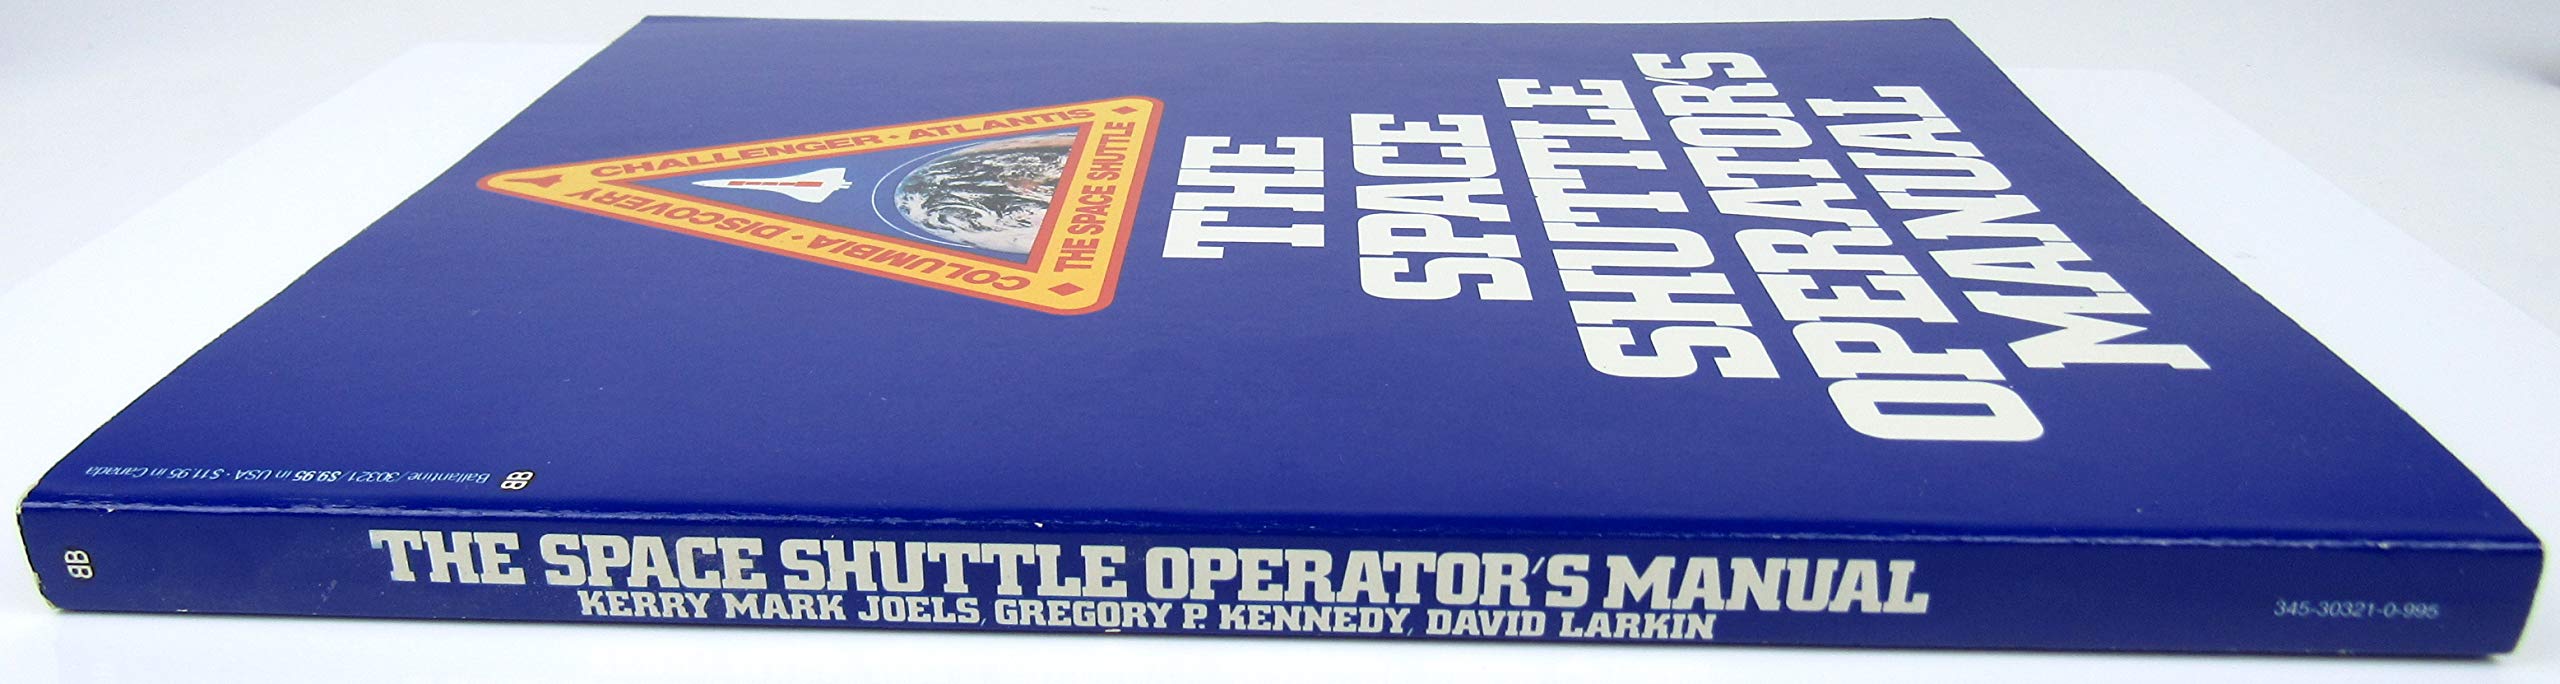 THE
SPACE
SHUTTLE
OPERATOR'S
MANUAL
CHALLENGER · ATLANTIS
COLUMBIA · DISCOVERY
THE SPACE SHUTTLE
BB
Ballantine/30321/$9.95 in USA · $11.95 in Canada
BB
THE SPACE SHUTTLE OPERATOR'S MANUAL
KERRY MARK JOELS, GREGORY P. KENNEDY, DAVID LARKIN
345-30321-0-995